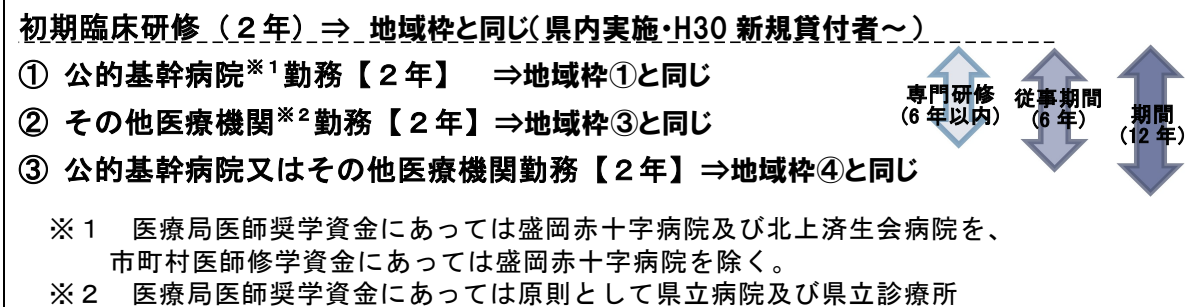 初期臨床研修（２年）⇒ 地域枠と同じ（県内実施・H30 新規貸付者～）
① 公的基幹病院※１勤務【２年】　⇒地域枠①と同じ
② その他医療機関※２勤務【２年】⇒地域枠③と同じ
③ 公的基幹病院又はその他医療機関勤務【２年】⇒地域枠④と同じ
専門研修
（6 年以内）
従事期間
（6 年）
期間
（12 年）
※１　医療局医師奨学資金にあっては盛岡赤十字病院及び北上済生会病院を、
市町村医師修学資金にあっては盛岡赤十字病院を除く。
※２　医療局医師奨学資金にあっては原則として県立病院及び県立診療所